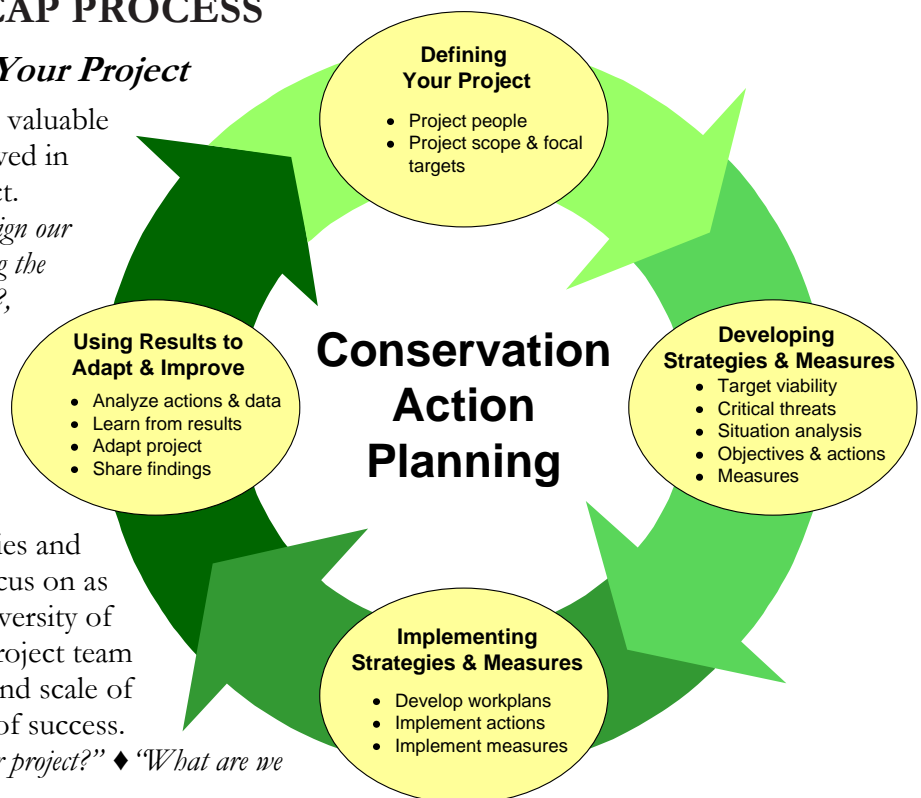 CAP PROCESS
Your Project
valuable
ved in
ct.
ign our
g the
?,
ies and
cus on as
versity of
roject team
nd scale of
of success.
r project?” ♦ “What are we
Defining
Your Project
• Project people
• Project scope & focal
targets
Developing
Strategies & Measures
• Target viability
• Critical threats
• Situation analysis
• Objectives & actions
• Measures
Implementing
Strategies & Measures
• Develop workplans
• Implement actions
• Implement measures
Using Results to
Adapt & Improve
• Analyze actions & data
• Learn from results
• Adapt project
• Share findings
Conservation
Action
Planning